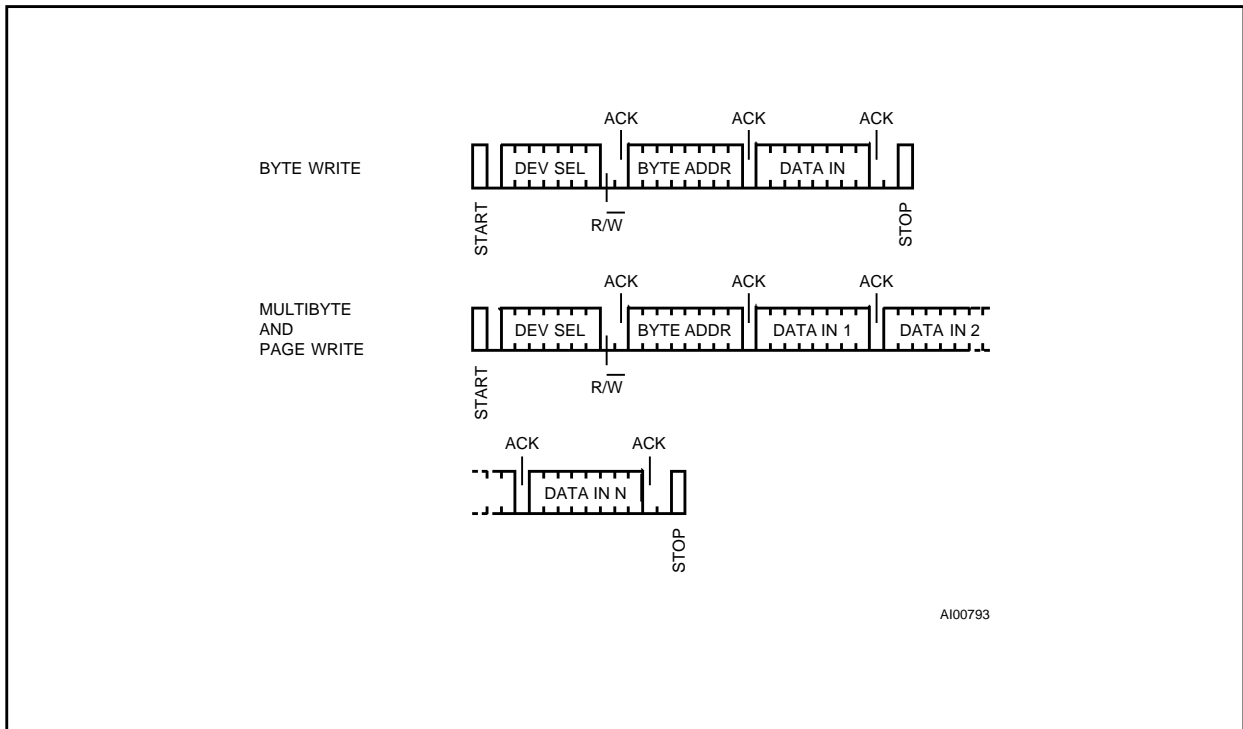 ACK ACK ACK
BYTE WRITE DEV SEL BYTE ADDR DATA IN
START R/W̅ STOP
ACK ACK ACK
MULTIBYTE
AND
PAGE WRITE DEV SEL BYTE ADDR DATA IN 1 DATA IN 2
START R/W̅
ACK ACK
DATA IN N
STOP
AI00793